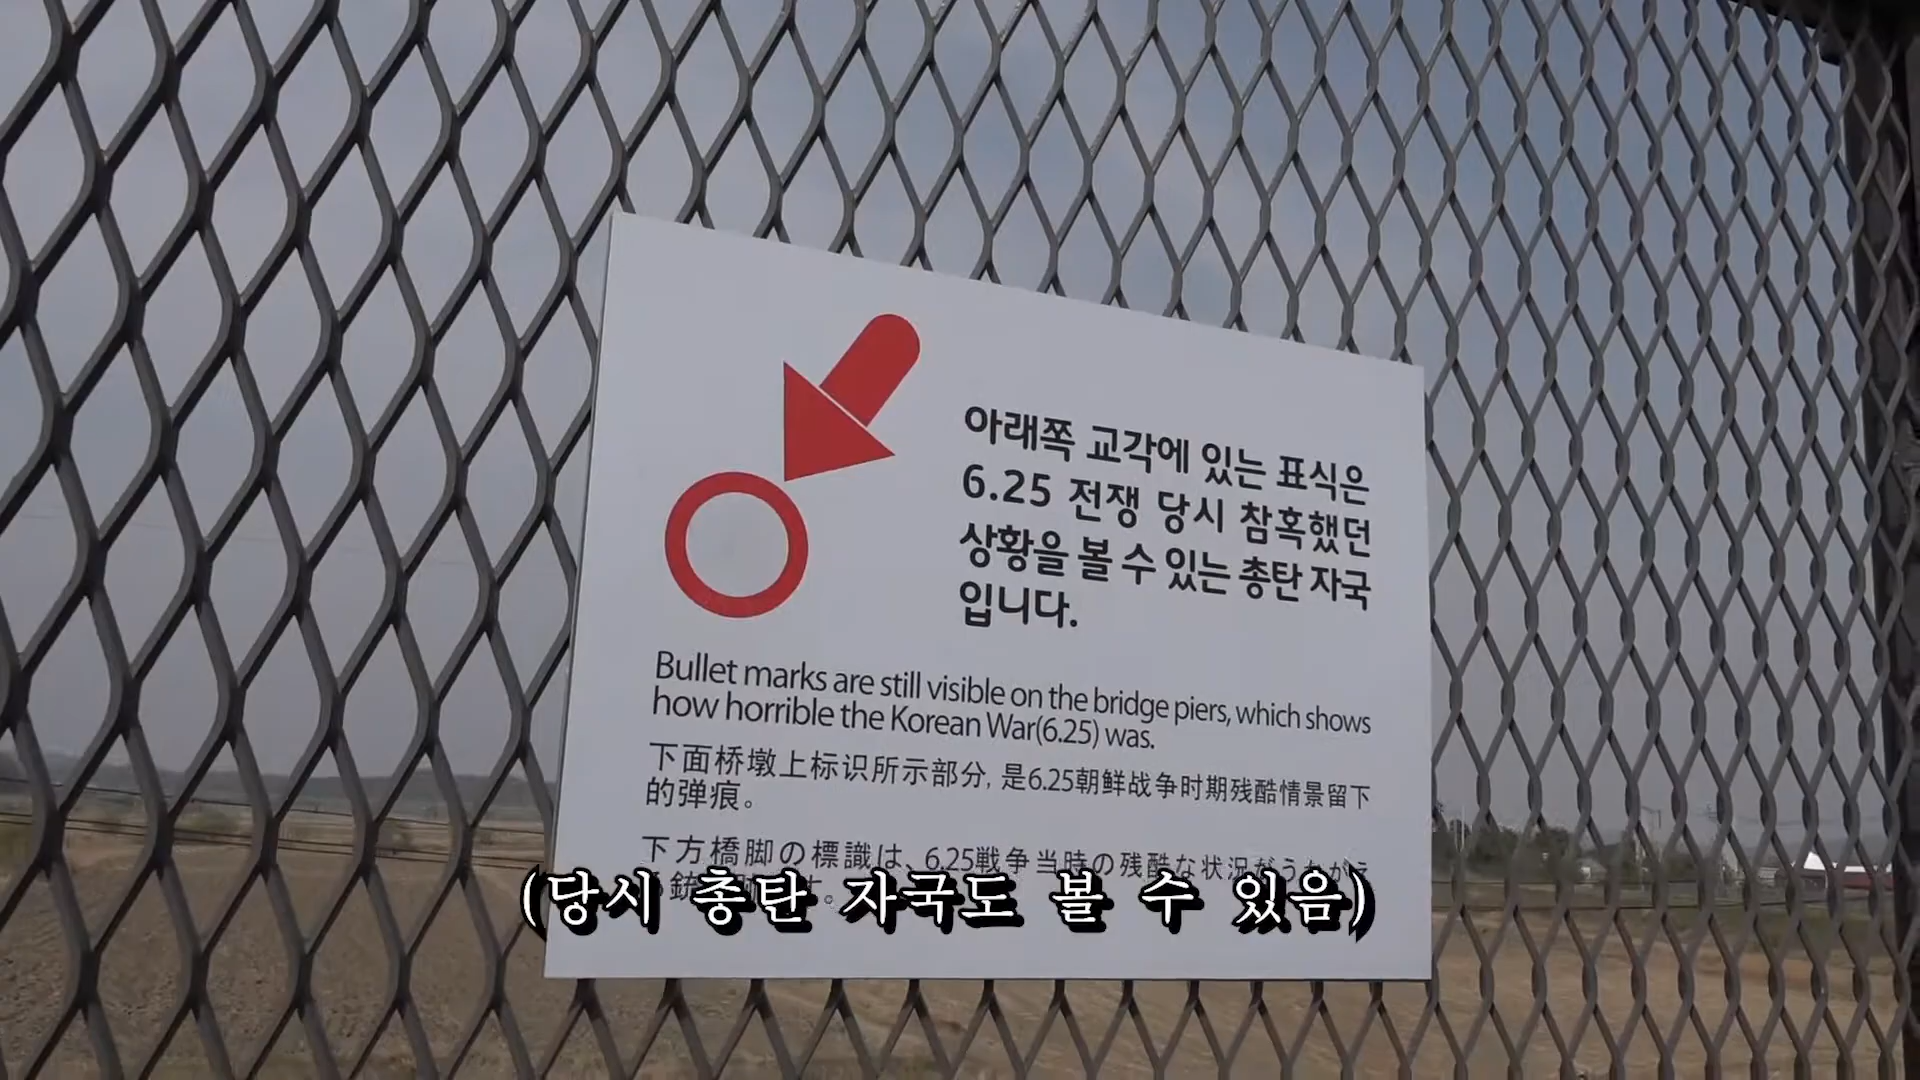 아래쪽 교각에 있는 표식은
6.25 전쟁 당시 참혹했던
상황을 볼 수 있는 총탄 자국
입니다.
Bullet marks are still visible on the bridge piers, which shows
how horrible the Korean War(6.25) was.
下面桥墩上标识所示部分, 是6.25朝鲜战争时期残酷情景留下
的弹痕。
下方橋脚の標識は、6.25戦争当時の残酷な状況がうかがえ
る銃
(당시 총탄 자국도 볼 수 있음)